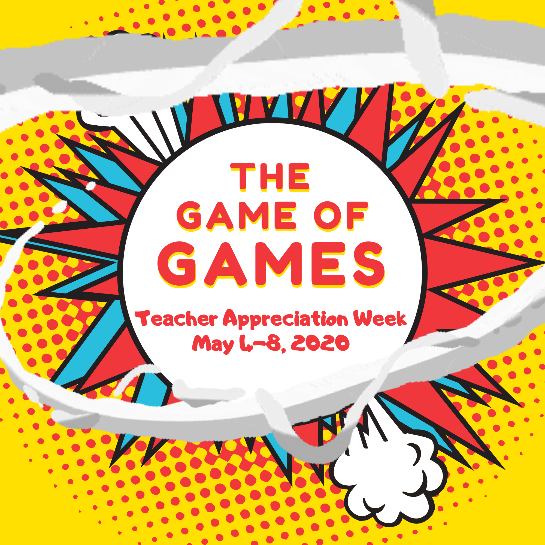 THE
GAME OF
GAMES
Teacher Appreciation Week
May 4-8, 2020